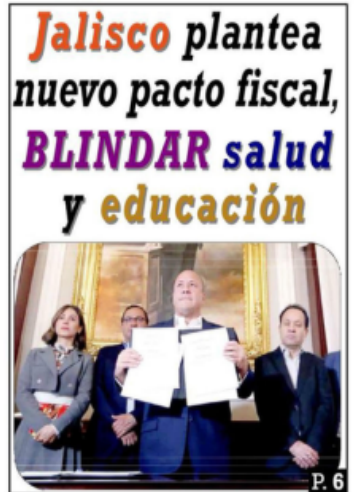 Jalisco plantea
nuevo pacto fiscal,
BLINDAR salud
y educación
P. 6